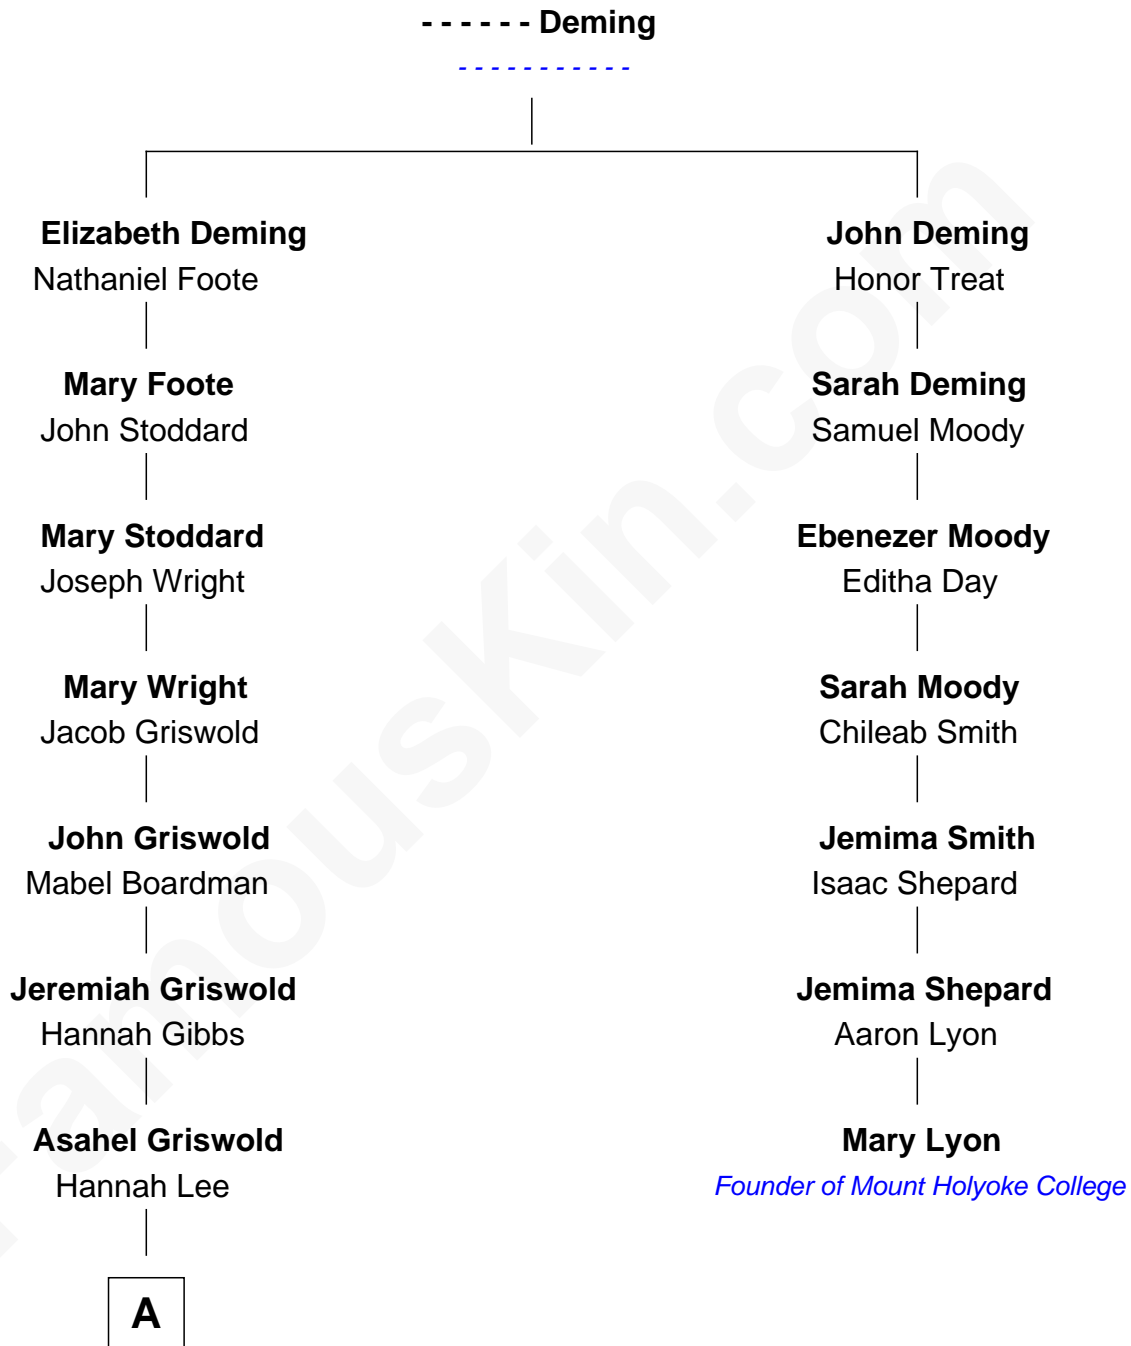 - - - - - - Deming
- - - - - - - - - - -
Elizabeth Deming
Nathaniel Foote
Mary Foote
John Stoddard
Mary Stoddard
Joseph Wright
Mary Wright
Jacob Griswold
John Griswold
Mabel Boardman
Jeremiah Griswold
Hannah Gibbs
Asahel Griswold
Hannah Lee
A
John Deming
Honor Treat
Sarah Deming
Samuel Moody
Ebenezer Moody
Editha Day
Sarah Moody
Chileab Smith
Jemima Smith
Isaac Shepard
Jemima Shepard
Aaron Lyon
Mary Lyon
Founder of Mount Holyoke College
FamousKin.com